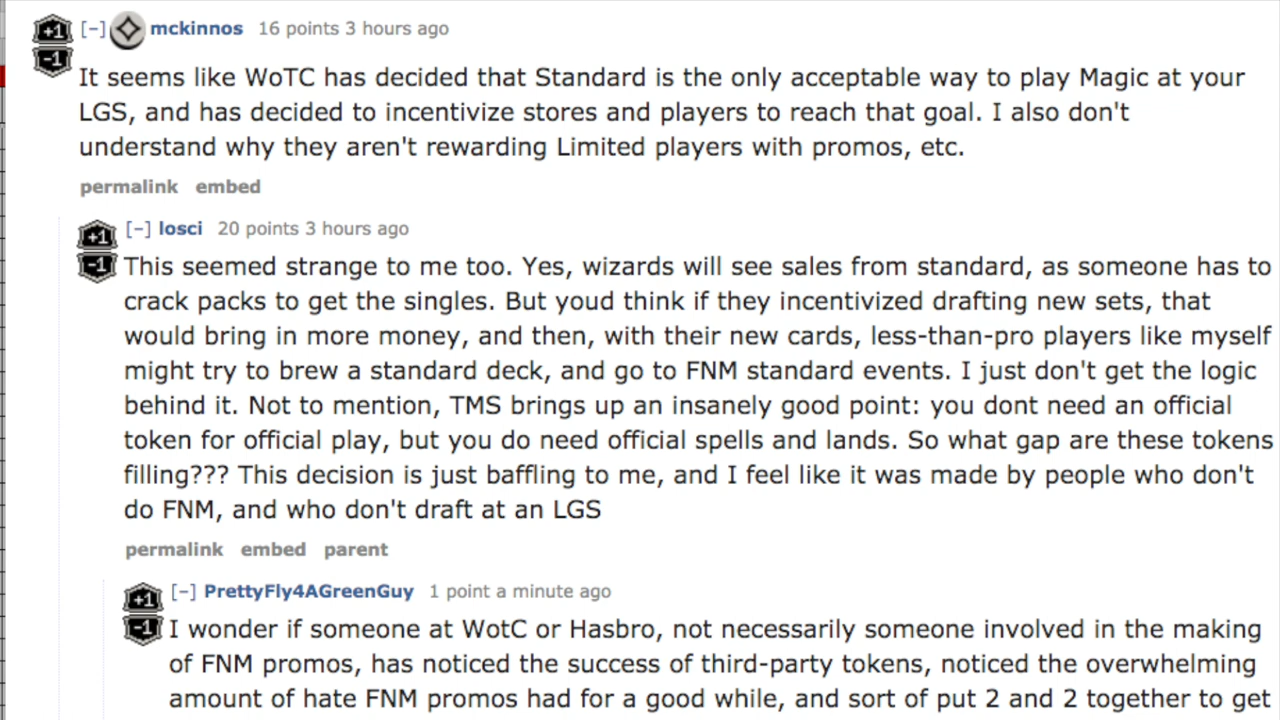 +1 [−] mckinnos 16 points 3 hours ago
-1
It seems like WoTC has decided that Standard is the only acceptable way to play Magic at your
LGS, and has decided to incentivize stores and players to reach that goal. I also don't
understand why they aren't rewarding Limited players with promos, etc.
permalink embed
+1 [−] losci 20 points 3 hours ago
-1 This seemed strange to me too. Yes, wizards will see sales from standard, as someone has to
crack packs to get the singles. But youd think if they incentivized drafting new sets, that
would bring in more money, and then, with their new cards, less-than-pro players like myself
might try to brew a standard deck, and go to FNM standard events. I just don't get the logic
behind it. Not to mention, TMS brings up an insanely good point: you dont need an official
token for official play, but you do need official spells and lands. So what gap are these tokens
filling??? This decision is just baffling to me, and I feel like it was made by people who don't
do FNM, and who don't draft at an LGS
permalink embed parent
+1 [−] PrettyFly4AGreenGuy 1 point a minute ago
-1 I wonder if someone at WotC or Hasbro, not necessarily someone involved in the making
of FNM promos, has noticed the success of third-party tokens, noticed the overwhelming
amount of hate FNM promos had for a good while, and sort of put 2 and 2 together to get